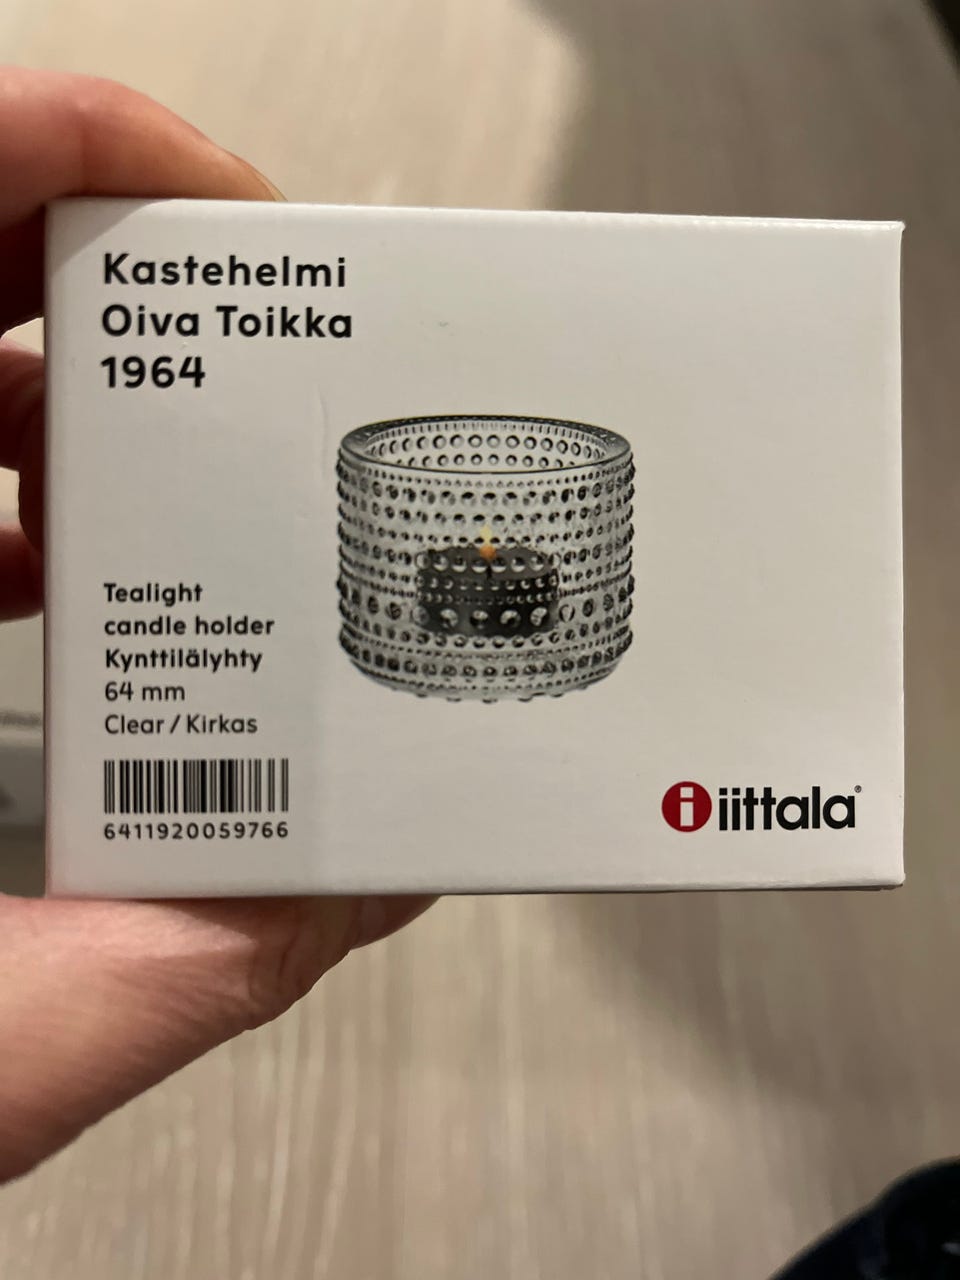 Kastehelmi
Oiva Toikka
1964
Tealight
candle holder
Kynttilälyhty
64 mm
Clear / Kirkas
6411920059766
i iittala®